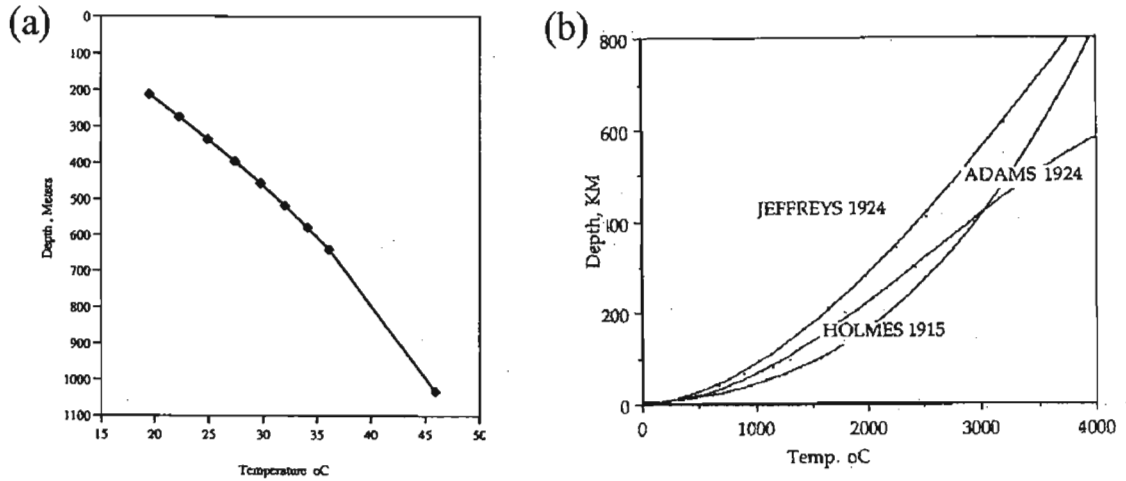 (a)
0
100
200
300
400
500
600
700
800
900
1000
1100
Depth, Meters
15 20 25 30 35 40 45 50
Temperature oC
(b)
800
600
400
200
0
Depth, KM
JEFFREYS 1924
ADAMS 1924
HOLMES 1915
0 1000 2000 3000 4000
Temp. oC